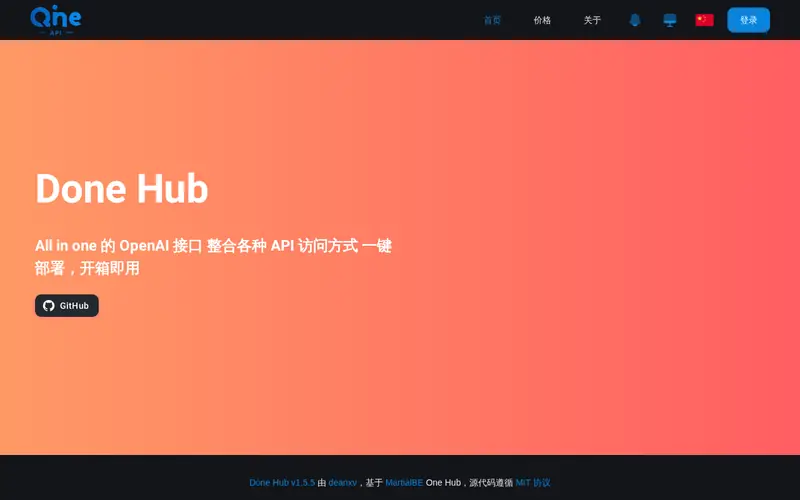 One
API
首页
价格
关于
登录
Done Hub
All in one 的 OpenAI 接口 整合各种 API 访问方式 一键
部署，开箱即用
GitHub
Done Hub v1.5.5 由 deanxv，基于 MartialBE One Hub，源代码遵循 MIT 协议